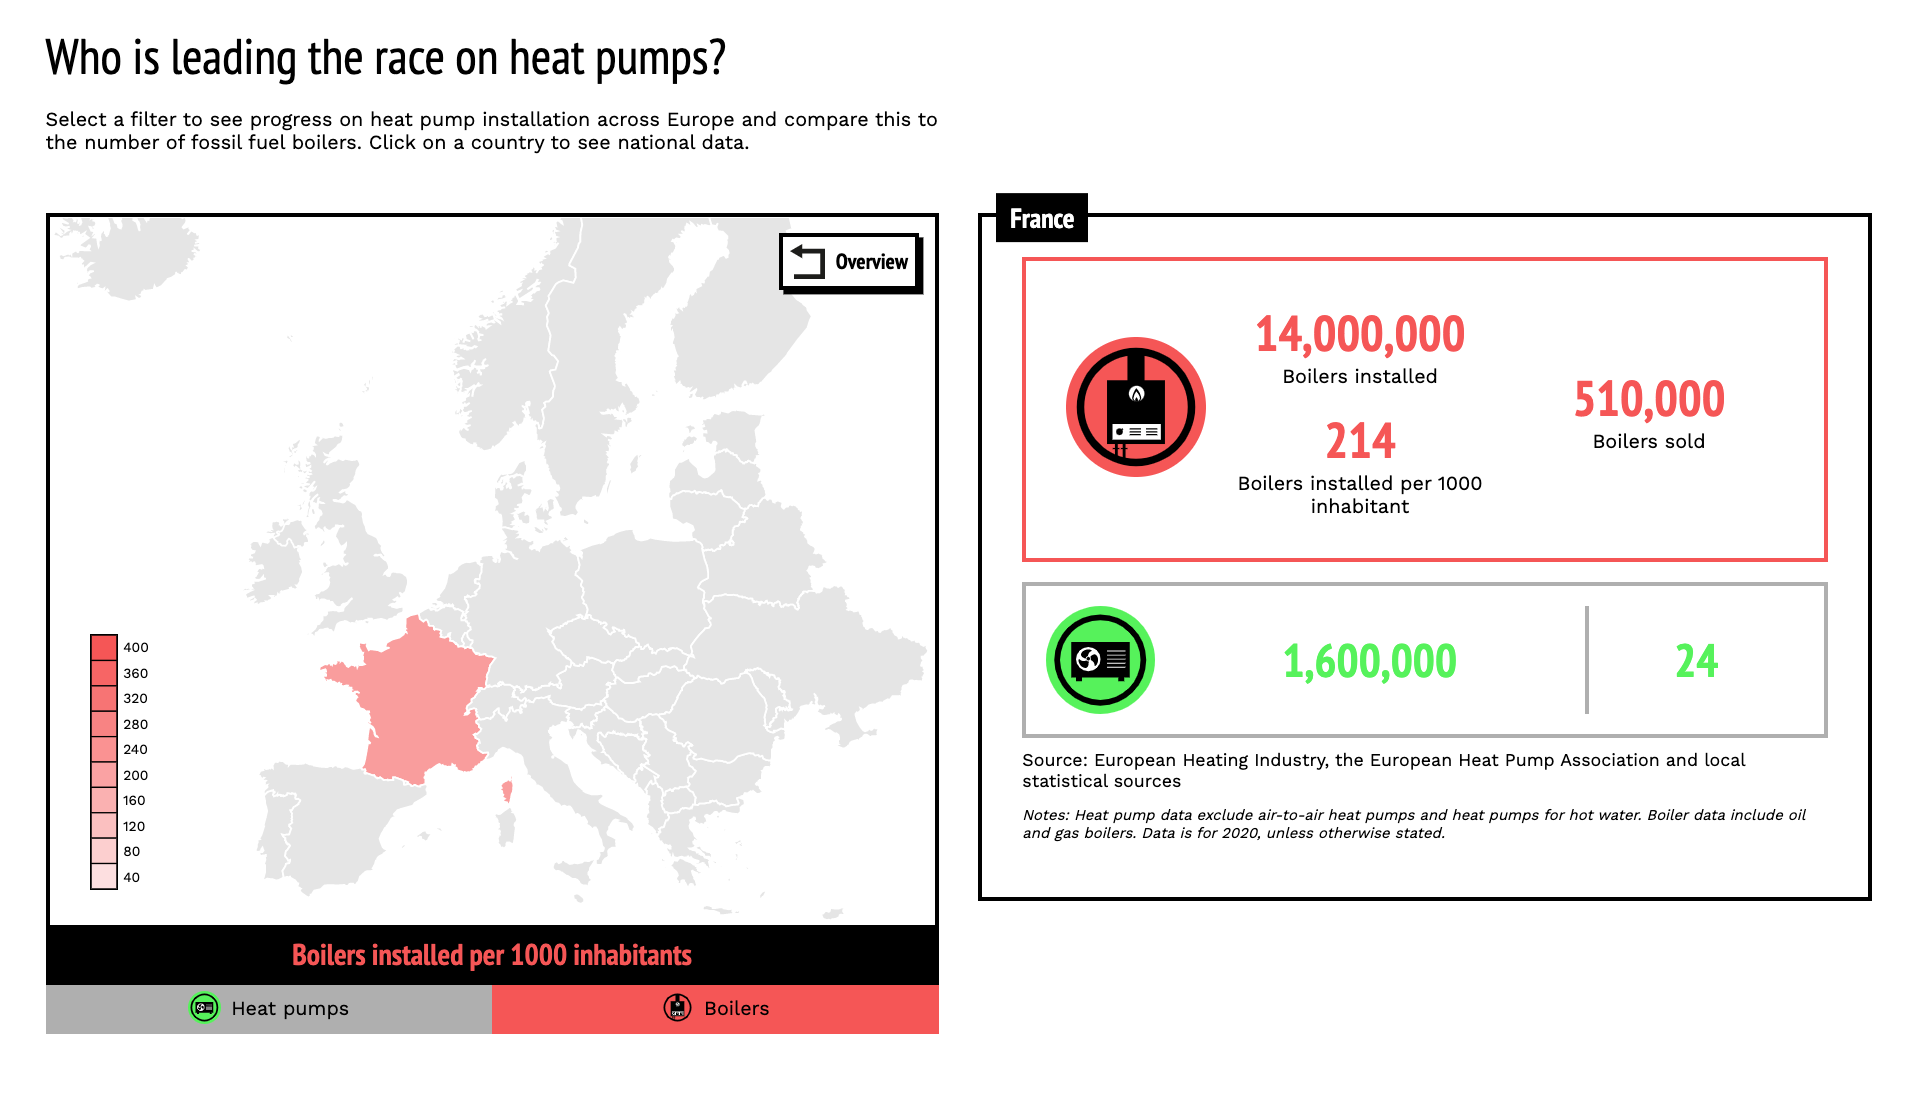 Who is leading the race on heat pumps?
Select a filter to see progress on heat pump installation across Europe and compare this to
the number of fossil fuel boilers. Click on a country to see national data.
Overview
400
360
320
280
240
200
160
120
80
40
Boilers installed per 1000 inhabitants
Heat pumps
Boilers
France
14,000,000
Boilers installed
214
Boilers installed per 1000
inhabitant
510,000
Boilers sold
1,600,000
24
Source: European Heating Industry, the European Heat Pump Association and local
statistical sources
Notes: Heat pump data exclude air-to-air heat pumps and heat pumps for hot water. Boiler data include oil
and gas boilers. Data is for 2020, unless otherwise stated.